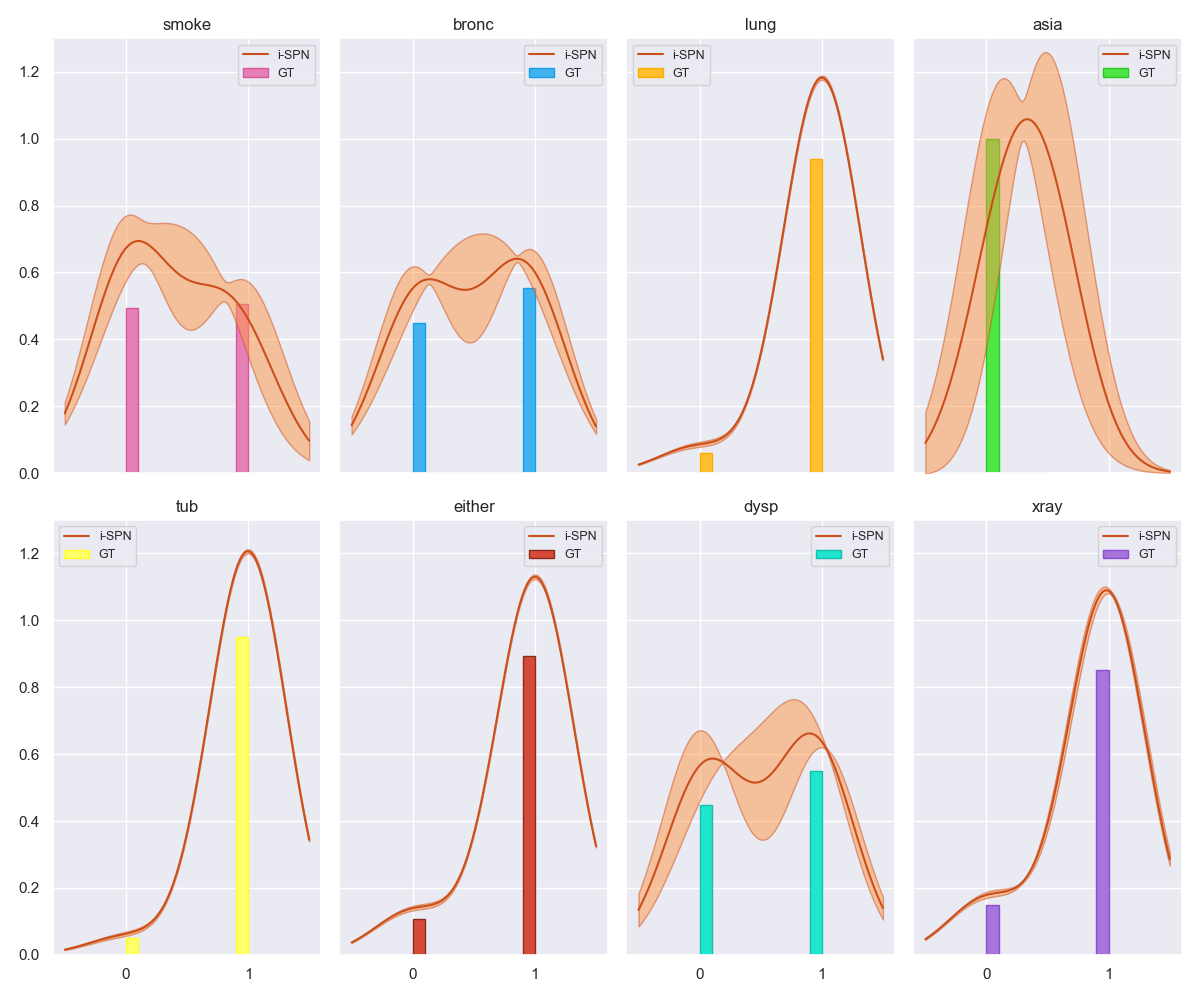 smoke
bronc
lung
asia
i-SPN
GT
i-SPN
GT
i-SPN
GT
i-SPN
GT
1.2
1.0
0.8
0.6
0.4
0.2
0.0
tub
either
dysp
xray
i-SPN
GT
i-SPN
GT
i-SPN
GT
i-SPN
GT
1.2
1.0
0.8
0.6
0.4
0.2
0.0
0 1
0 1
0 1
0 1